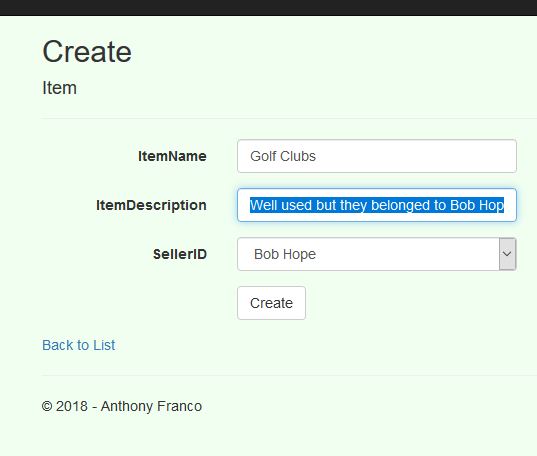 Create
Item
ItemName Golf Clubs
ItemDescription Well used but they belonged to Bob Hop
SellerID Bob Hope
Create
Back to List
© 2018 - Anthony Franco